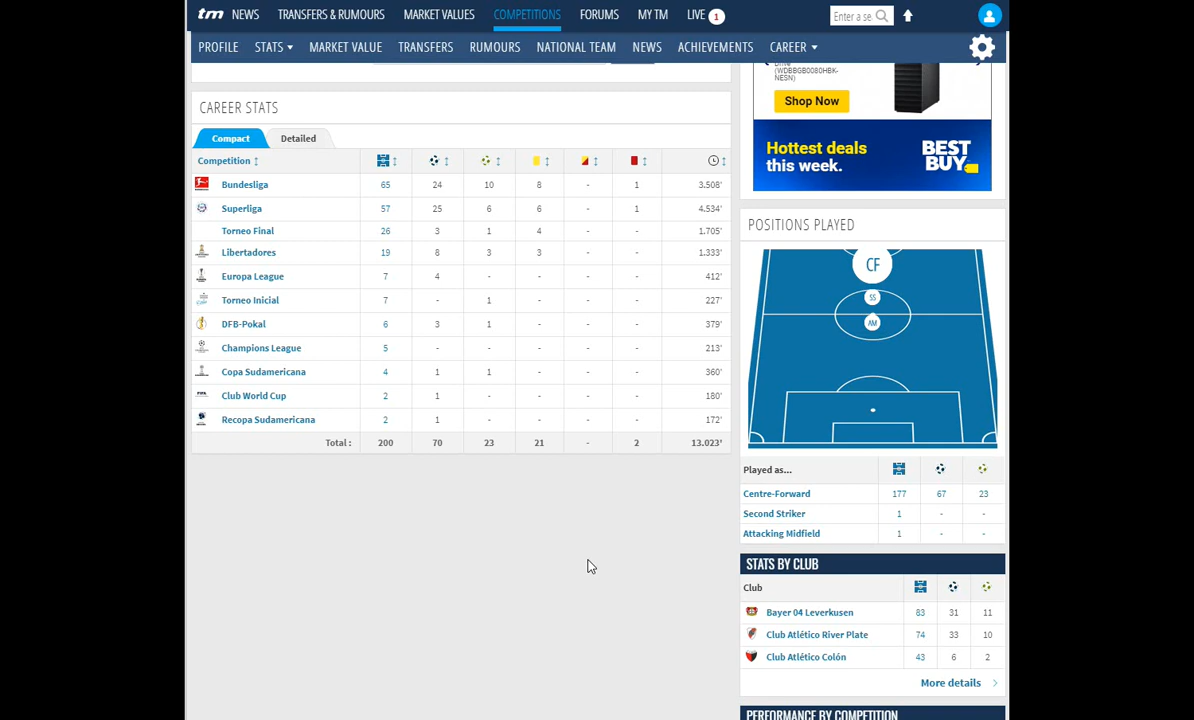 tm NEWS TRANSFERS & RUMOURS MARKET VALUES COMPETITIONS FORUMS MY TM LIVE 1 Enter a se
PROFILE STATS MARKET VALUE TRANSFERS RUMOURS NATIONAL TEAM NEWS ACHIEVEMENTS CAREER
Drive
(WDBBGB0080HBK-
NESN)
Shop Now
Hottest deals
this week.
BEST
BUY
CAREER STATS
Compact Detailed
Competition
Bundesliga 65 24 10 8 - 1 3.508'
Superliga 57 25 6 6 - 1 4.534'
Torneo Final 26 3 1 4 - - 1.705'
Libertadores 19 8 3 3 - - 1.333'
Europa League 7 4 - - - - 412'
Torneo Inicial 7 - 1 - - - 227'
DFB-Pokal 6 3 1 - - - 379'
Champions League 5 - - - - - 213'
Copa Sudamericana 4 1 1 - - - 360'
FIFA Club World Cup 2 1 - - - - 180'
Recopa Sudamericana 2 1 - - - - 172'
Total : 200 70 23 21 - 2 13.023'
POSITIONS PLAYED
CF
SS
AM
Played as...
Centre-Forward 177 67 23
Second Striker 1 - -
Attacking Midfield 1 - -
STATS BY CLUB
Club
Bayer 04 Leverkusen 83 31 11
Club Atlético River Plate 74 33 10
Club Atlético Colón 43 6 2
More details
PERFORMANCE BY COMPETITION